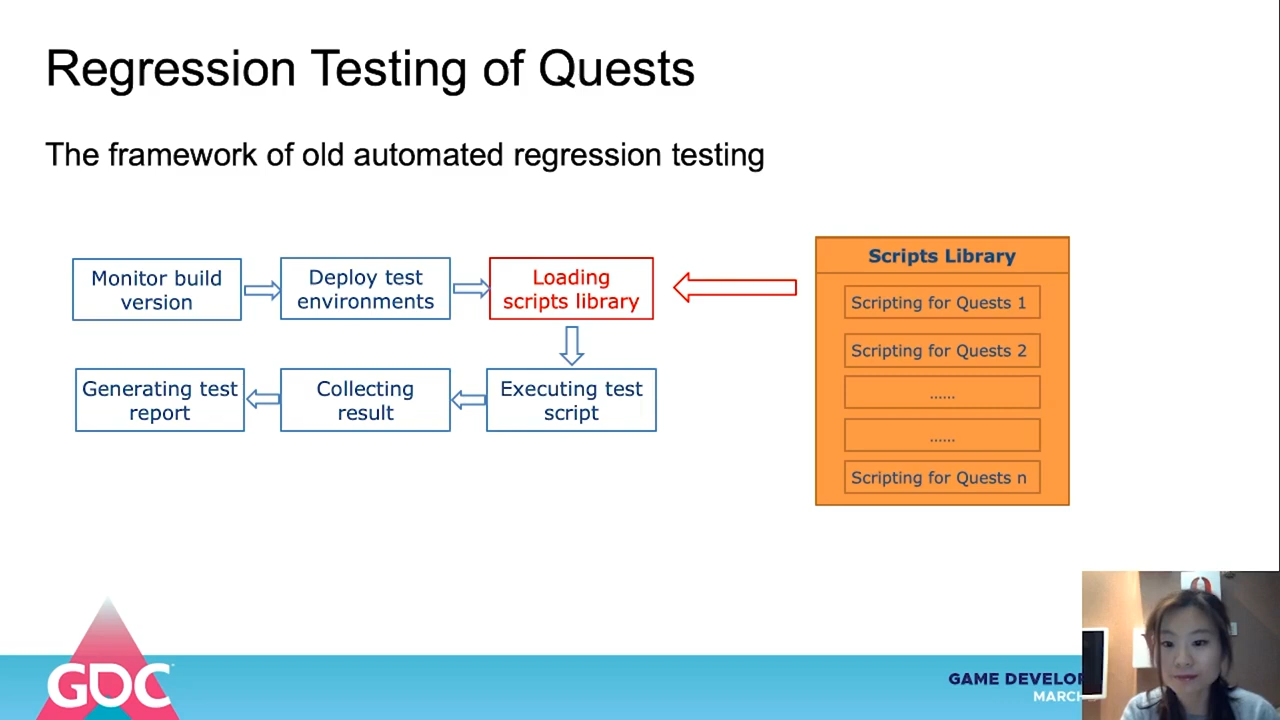 Regression Testing of Quests
The framework of old automated regression testing
Monitor build
version
Deploy test
environments
Loading
scripts library
Generating test
report
Collecting
result
Executing test
script
Scripts Library
Scripting for Quests 1
Scripting for Quests 2
......
......
Scripting for Quests n
GDC
GAME DEVELOP
MARCH